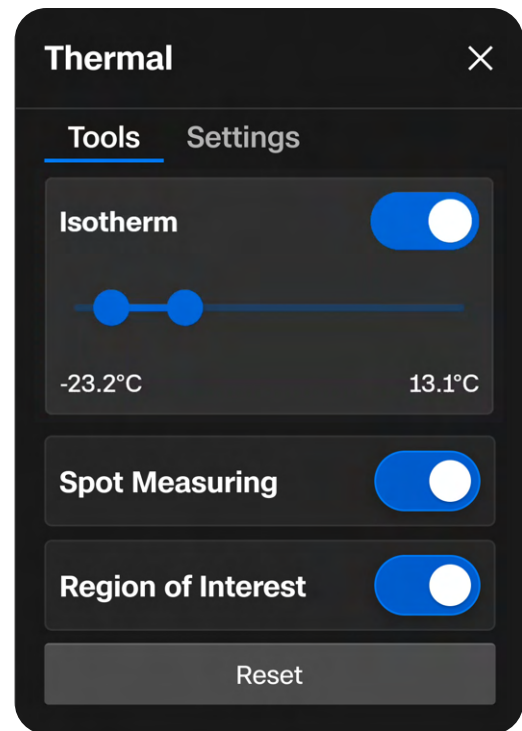 Thermal
Tools Settings
Isotherm
-23.2°C 13.1°C
Spot Measuring
Region of Interest
Reset